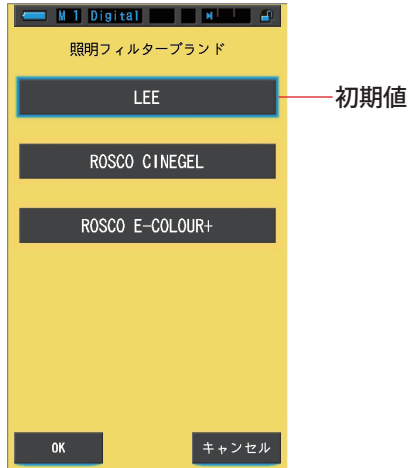 M 1 Digital
照明フィルターブランド
LEE
初期値
ROSCO CINEGEL
ROSCO E-COLOUR+
OK
キャンセル